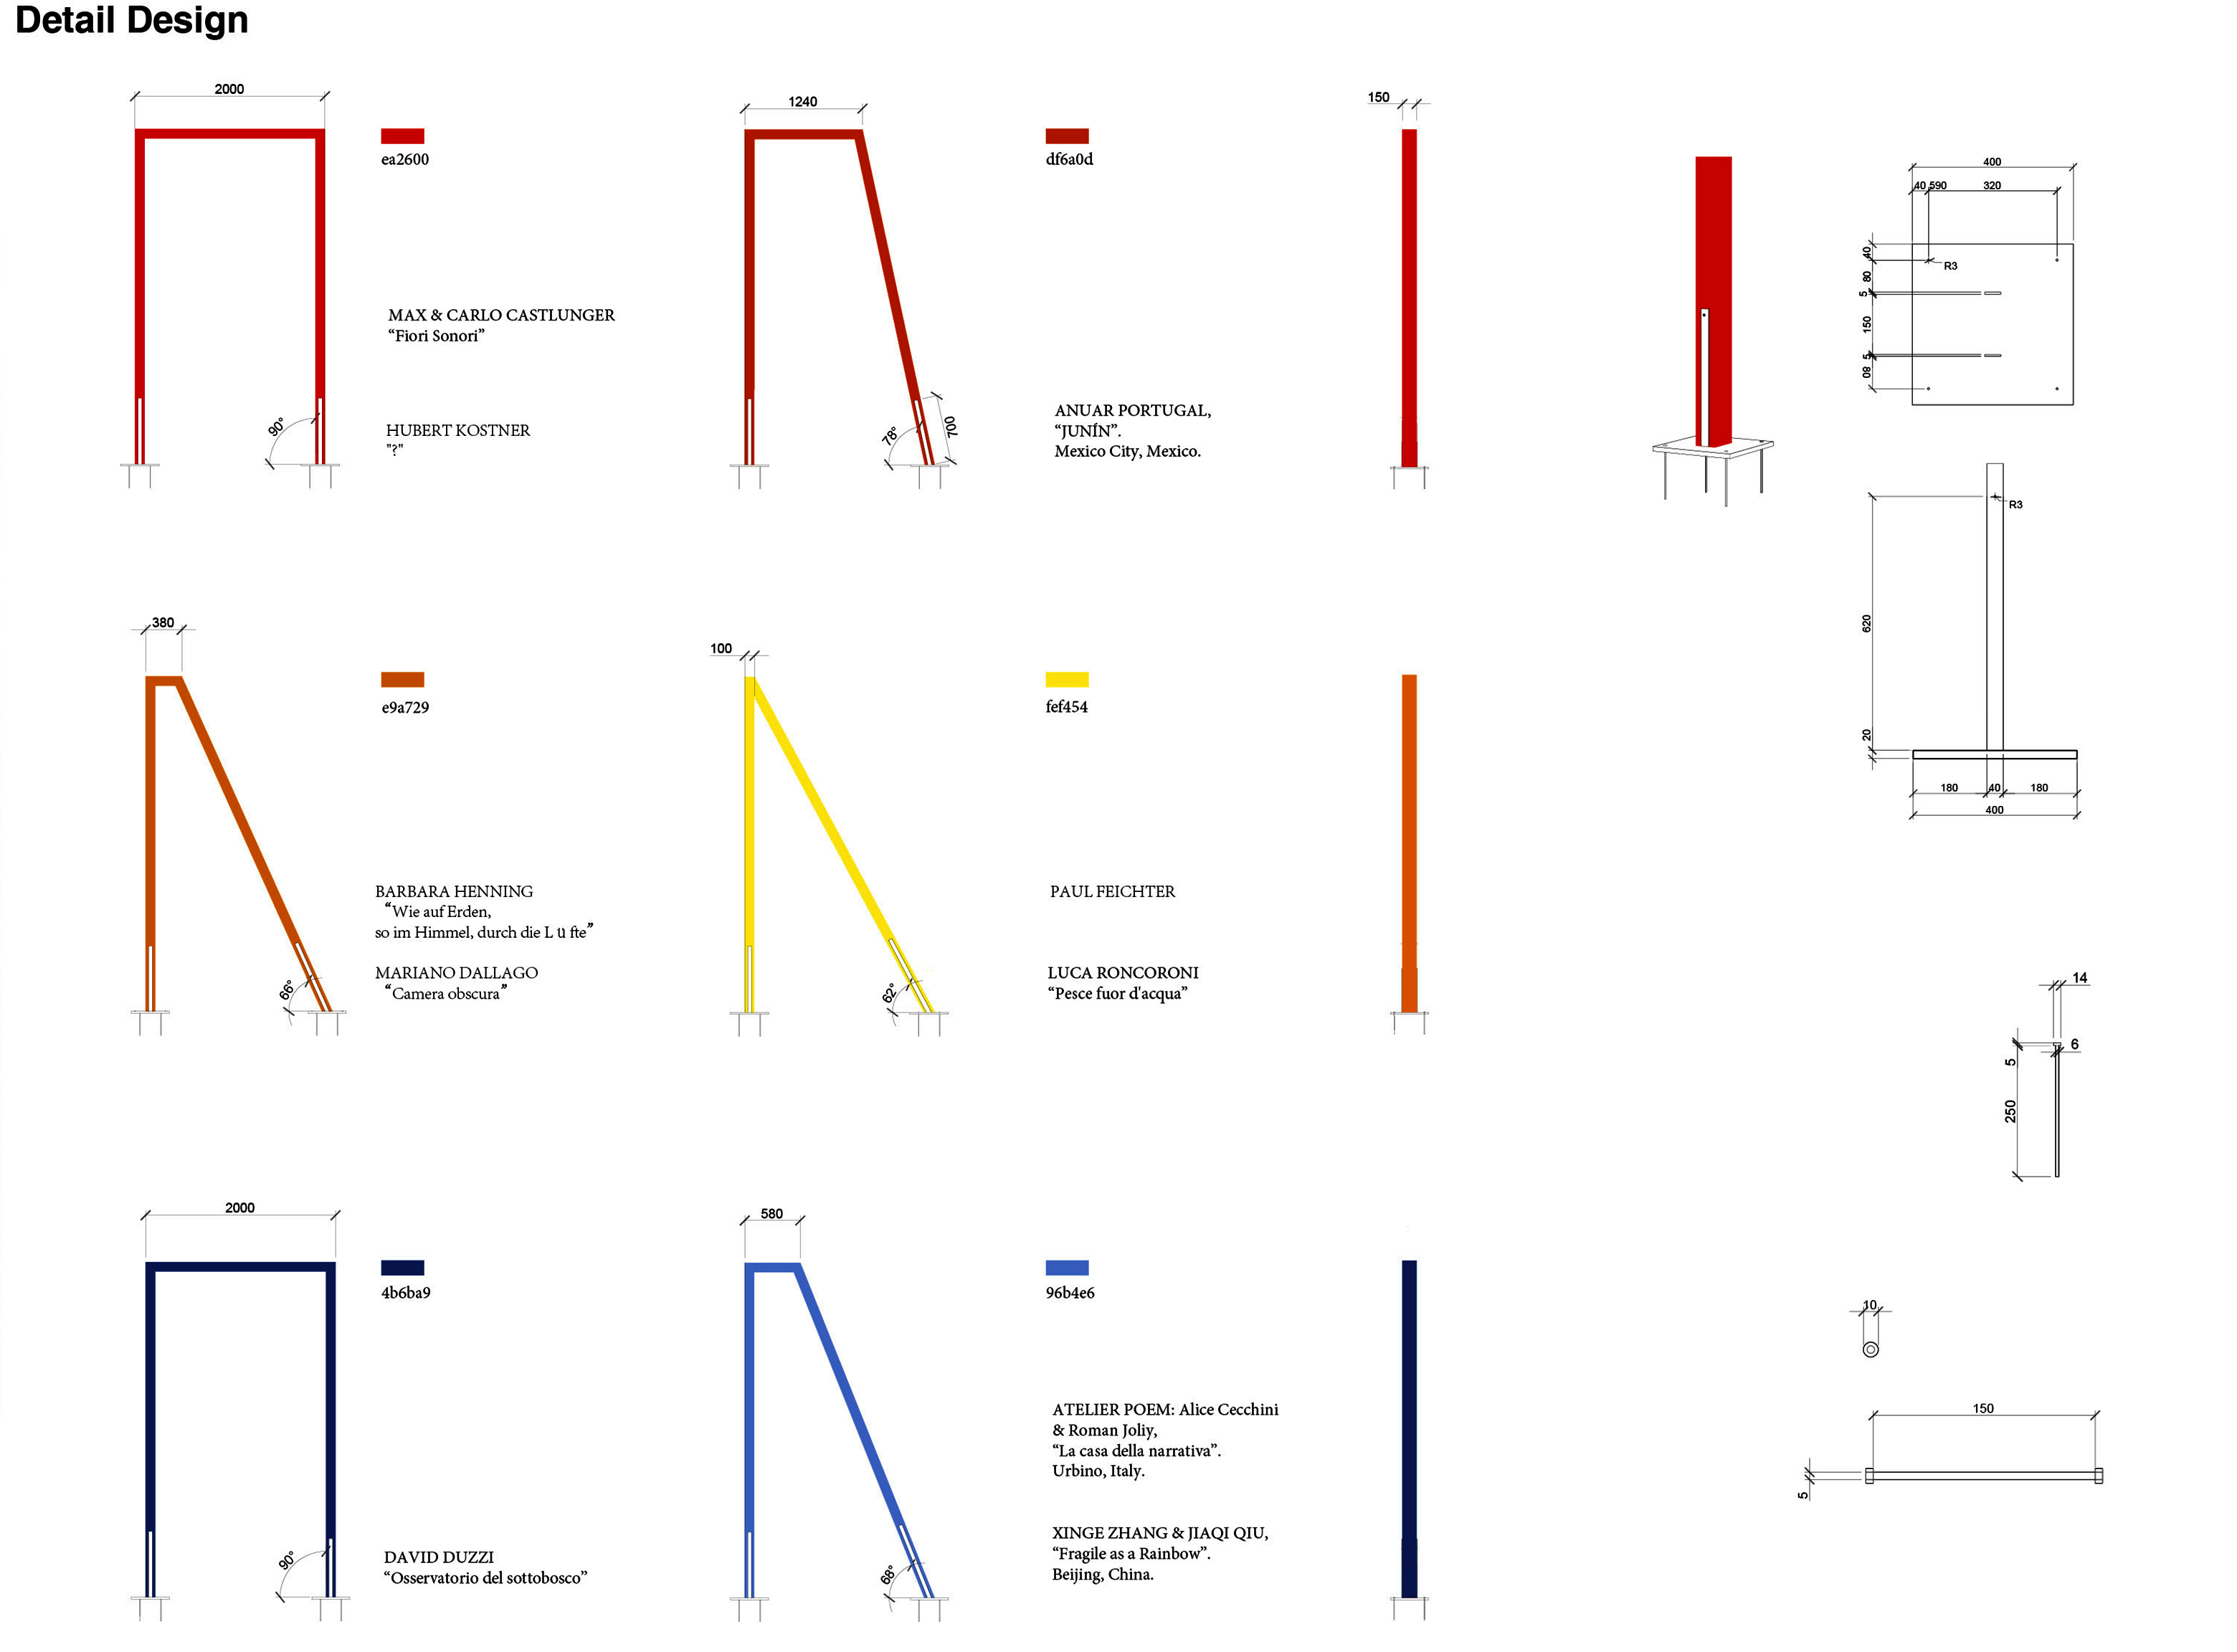 Detail Design
2000
ea2600
MAX & CARLO CASTLUNGER
“Fiori Sonori”
HUBERT KOSTNER
"?"
90°
1240
df6a0d
ANUAR PORTUGAL,
“JUNÍN”.
Mexico City, Mexico.
78°
700
150
400
40 590 320
40
80
5
150
5
80
R3
R3
620
20
180 40 180
400
380
e9a729
BARBARA HENNING
“Wie auf Erden,
so im Himmel, durch die L ü fte”
MARIANO DALLAGO
“Camera obscura”
66°
100
fef454
PAUL FEICHTER
LUCA RONCORONI
“Pesce fuor d'acqua”
62°
14
6
5
250
2000
4b6ba9
DAVID DUZZI
“Osservatorio del sottobosco”
90°
580
96b4e6
ATELIER POEM: Alice Cecchini
& Roman Joliy,
“La casa della narrativa”.
Urbino, Italy.
XINGE ZHANG & JIAQI QIU,
“Fragile as a Rainbow”.
Beijing, China.
68°
10
150
5